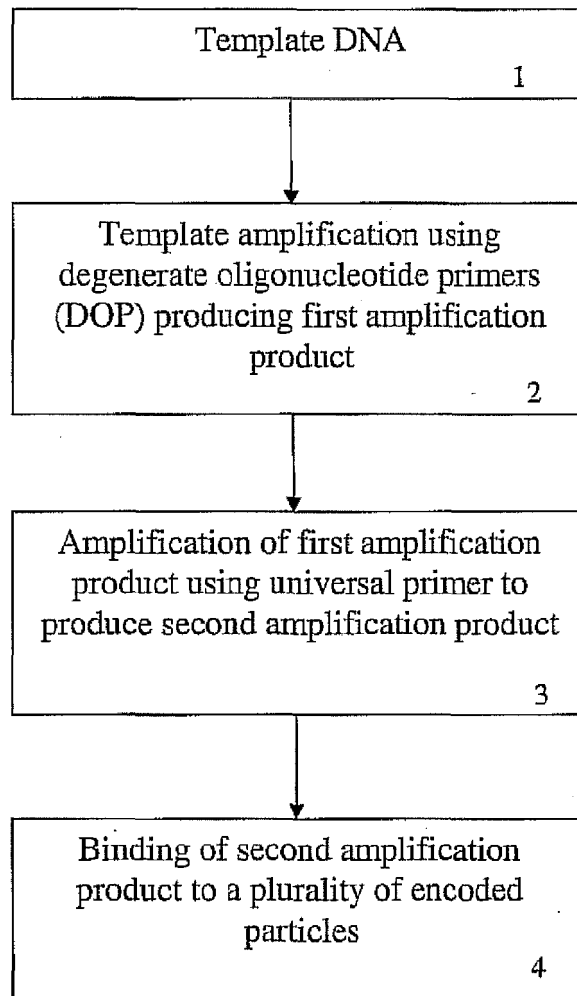 Template DNA
1
Template amplification using
degenerate oligonucleotide primers
(DOP) producing first amplification
product
2
Amplification of first amplification
product using universal primer to
produce second amplification product
3
Binding of second amplification
product to a plurality of encoded
particles
4